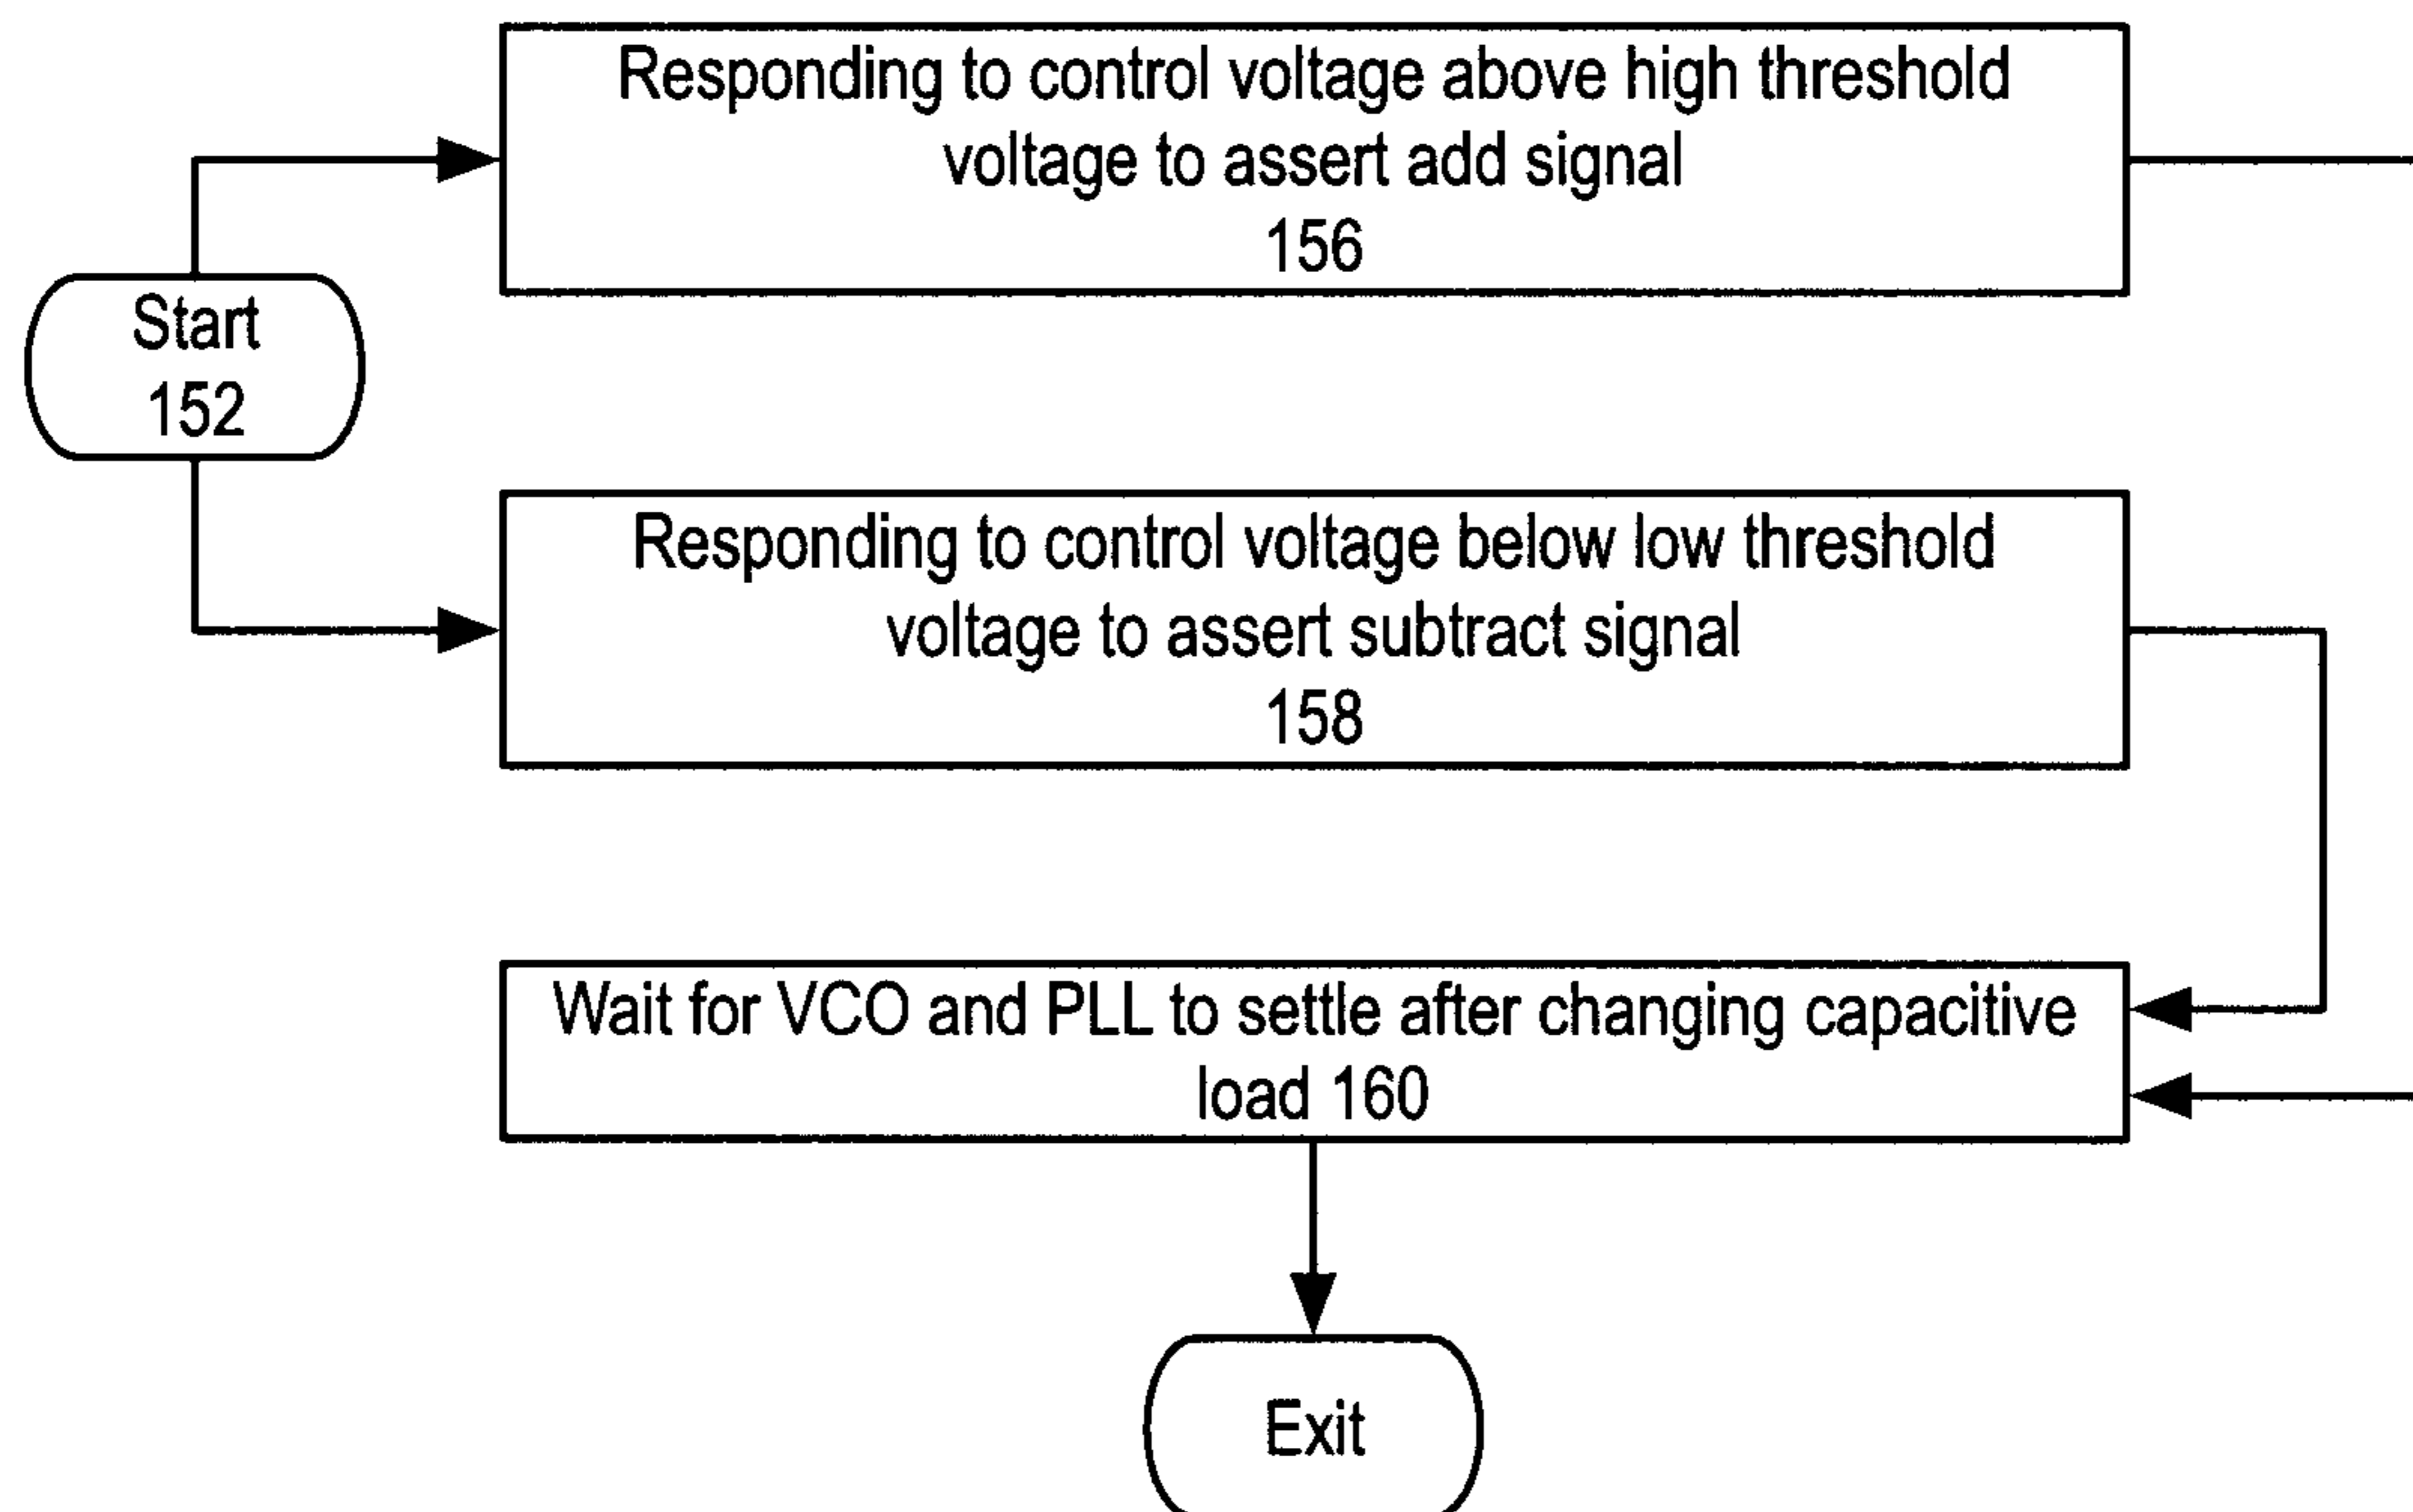 Responding to control voltage above high threshold
voltage to assert add signal
156
Start
152
Responding to control voltage below low threshold
voltage to assert subtract signal
158
Wait for VCO and PLL to settle after changing capacitive
load 160
Exit